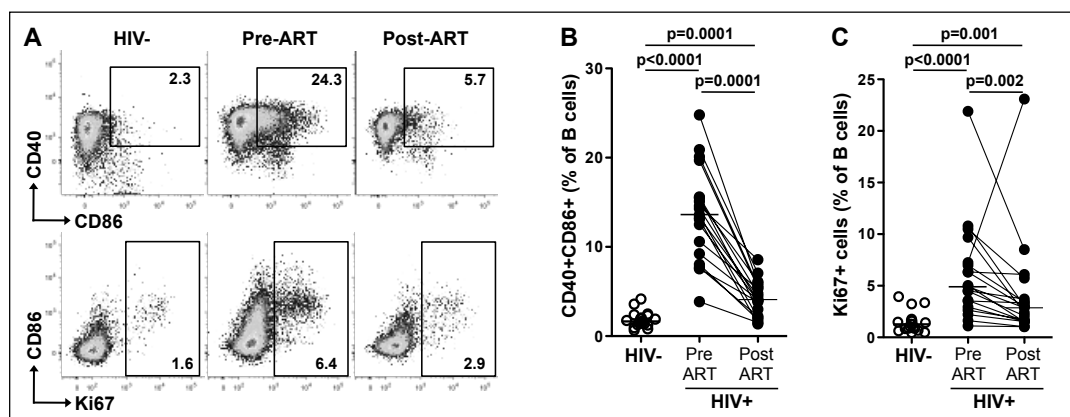 A
HIV-
Pre-ART
Post-ART
2.3
24.3
5.7
CD40
CD86
1.6
6.4
2.9
CD86
Ki67
B
p=0.0001
p<0.0001
p=0.0001
CD40+CD86+ (% of B cells)
30
20
10
0
HIV-
Pre
ART
Post
ART
HIV+
C
p=0.001
p<0.0001
p=0.002
Ki67+ cells (% of B cells)
25
20
15
10
5
0
HIV-
Pre
ART
Post
ART
HIV+